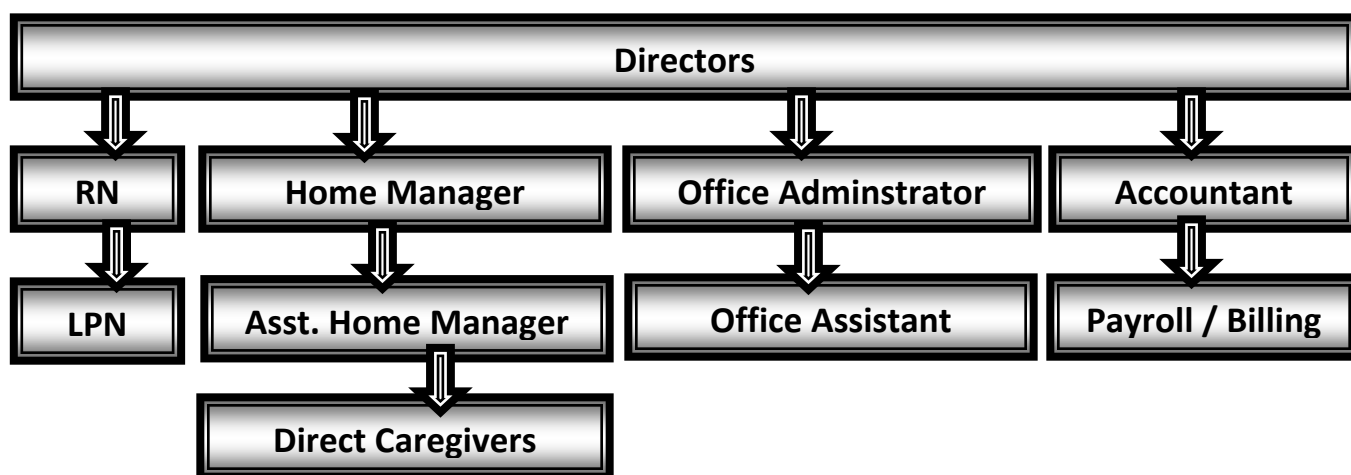 Directors
RN
Home Manager
Office Adminstrator
Accountant
LPN
Asst. Home Manager
Office Assistant
Payroll / Billing
Direct Caregivers